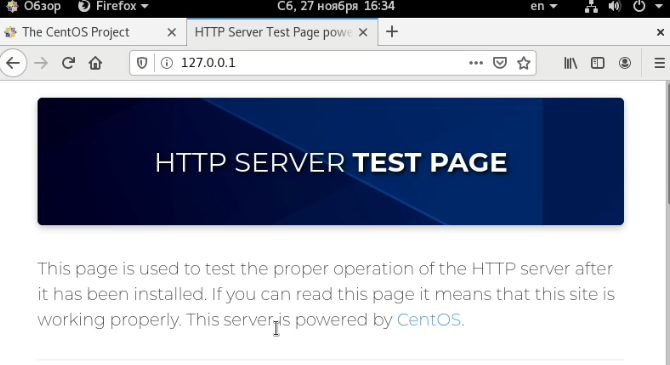 Обзор Firefox Сб, 27 ноября 16:34 en
The CentOS Project HTTP Server Test Page powe
127.0.0.1
HTTP SERVER TEST PAGE
This page is used to test the proper operation of the HTTP server after
it has been installed. If you can read this page it means that this site is
working properly. This server is powered by CentOS.